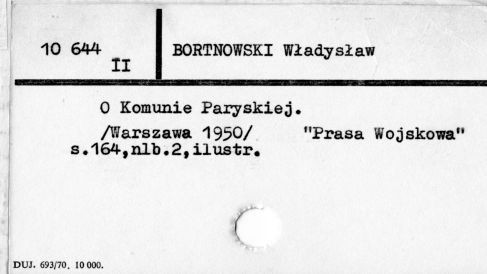 10 644
II
BORTNOWSKI Władysław
O Komunie Paryskiej.
/Warszawa 1950/ "Prasa Wojskowa"
s.164,nlb.2,ilustr.
DUJ. 693/70. 10 000.